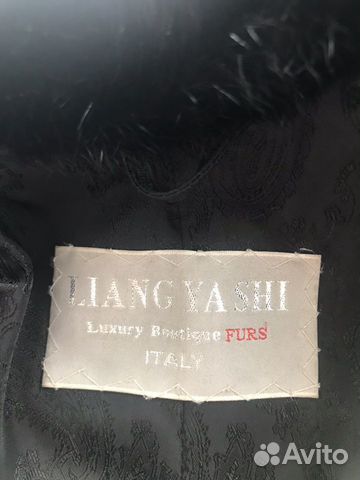 LIANG YA SHI
Luxury Boutique FURS
ITALY
Avito